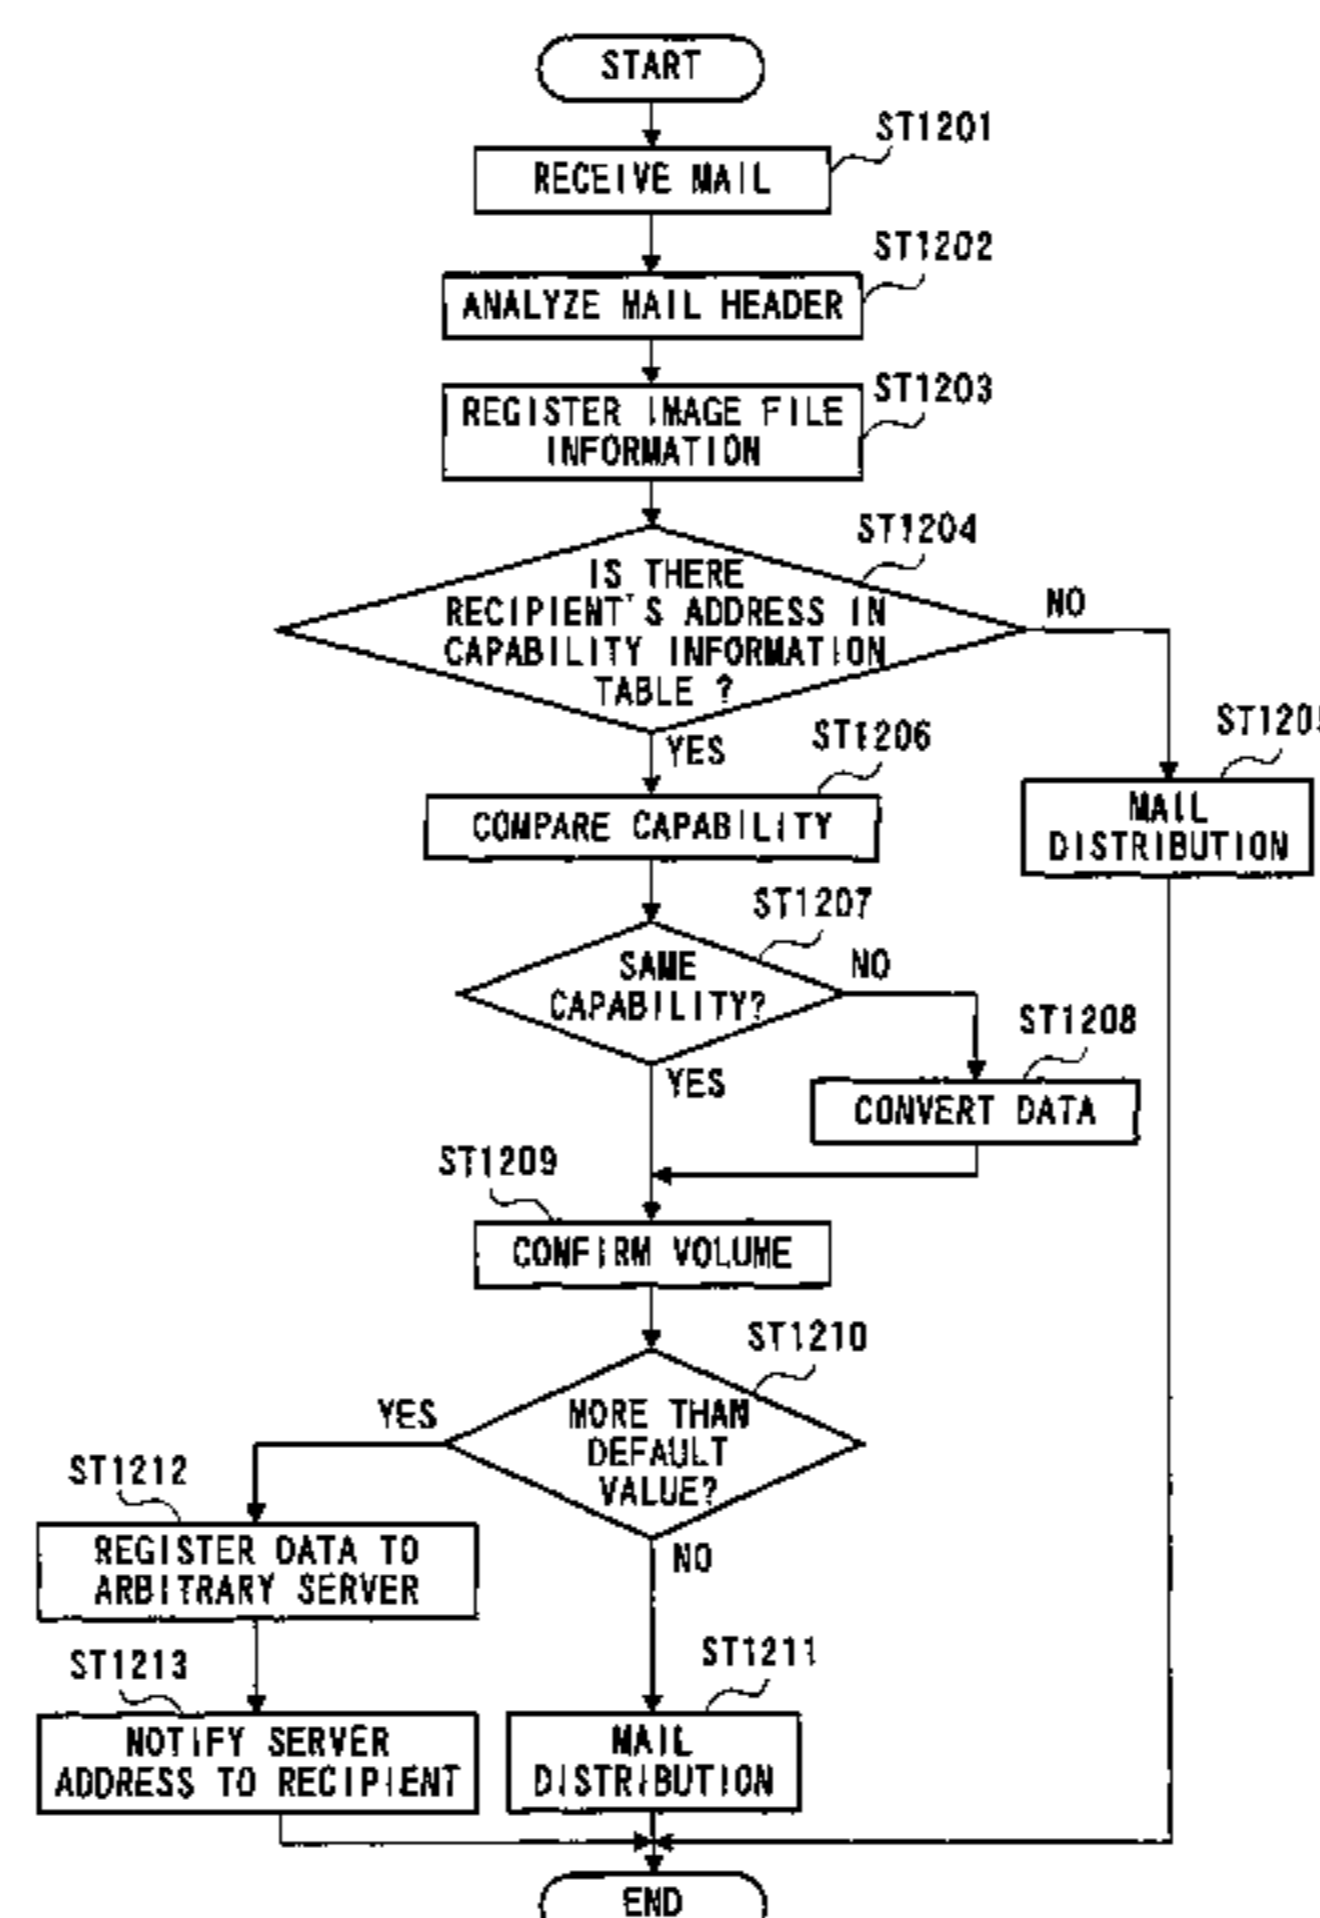 START
ST1201
RECEIVE MAIL
ST1202
ANALYZE MAIL HEADER
ST1203
REGISTER IMAGE FILE
INFORMATION
ST1204
IS THERE
RECIPIENT'S ADDRESS IN
CAPABILITY INFORMATION
TABLE ?
NO
YES
ST1205
MAIL
DISTRIBUTION
ST1206
COMPARE CAPABILITY
ST1207
SAME
CAPABILITY?
NO
YES
ST1208
CONVERT DATA
ST1209
CONFIRM VOLUME
ST1210
MORE THAN
DEFAULT
VALUE?
YES
NO
ST1212
REGISTER DATA TO
ARBITRARY SERVER
ST1213
NOTIFY SERVER
ADDRESS TO RECIPIENT
ST1211
MAIL
DISTRIBUTION
END